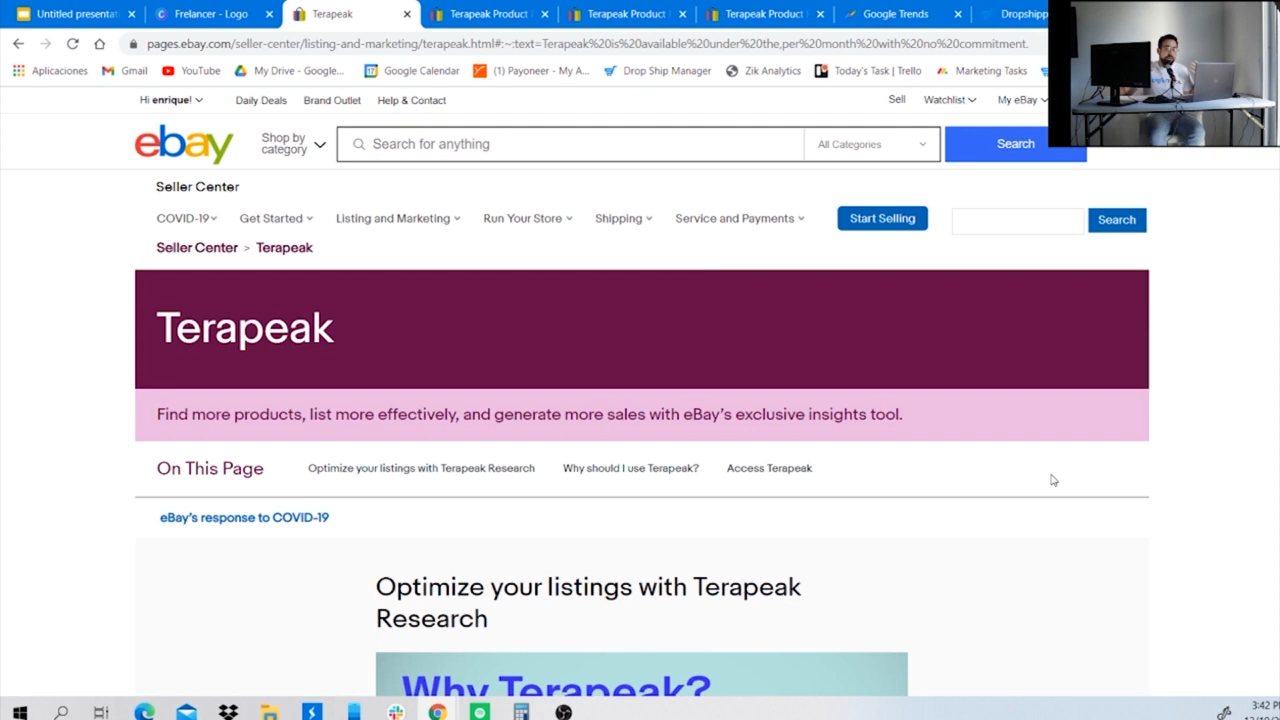 Untitled presentat
Frelancer - Logo
Terapeak
Terapeak Product
Terapeak Product
Terapeak Product
Google Trends
Dropshipp
pages.ebay.com/seller-center/listing-and-marketing/terapeak.html#:~:text=Terapeak%20is%20available%20under%20the,per%20month%20with%20no%20commitment.
Aplicaciones
Gmail
YouTube
My Drive - Google...
Google Calendar
(1) Payoneer - My A...
Drop Ship Manager
Zik Analytics
Today's Task | Trello
Marketing Tasks
Hi enrique!
Daily Deals
Brand Outlet
Help & Contact
Sell
Watchlist
My eBay
ebay
Shop by category
Search for anything
All Categories
Search
Seller Center
COVID-19
Get Started
Listing and Marketing
Run Your Store
Shipping
Service and Payments
Start Selling
Search
Seller Center > Terapeak
Terapeak
Find more products, list more effectively, and generate more sales with eBay's exclusive insights tool.
On This Page
Optimize your listings with Terapeak Research
Why should I use Terapeak?
Access Terapeak
eBay's response to COVID-19
Optimize your listings with Terapeak
Research
Why Terapeak?
3:42 P